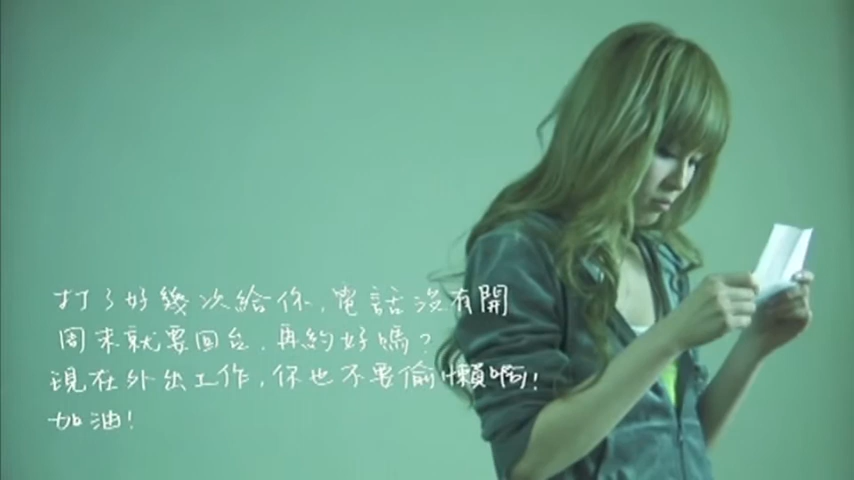 打了好幾次給你，電話沒有開
周末就要回台，再約好嗎？
現在外出工作，你也不要偷懶啊！
加油！